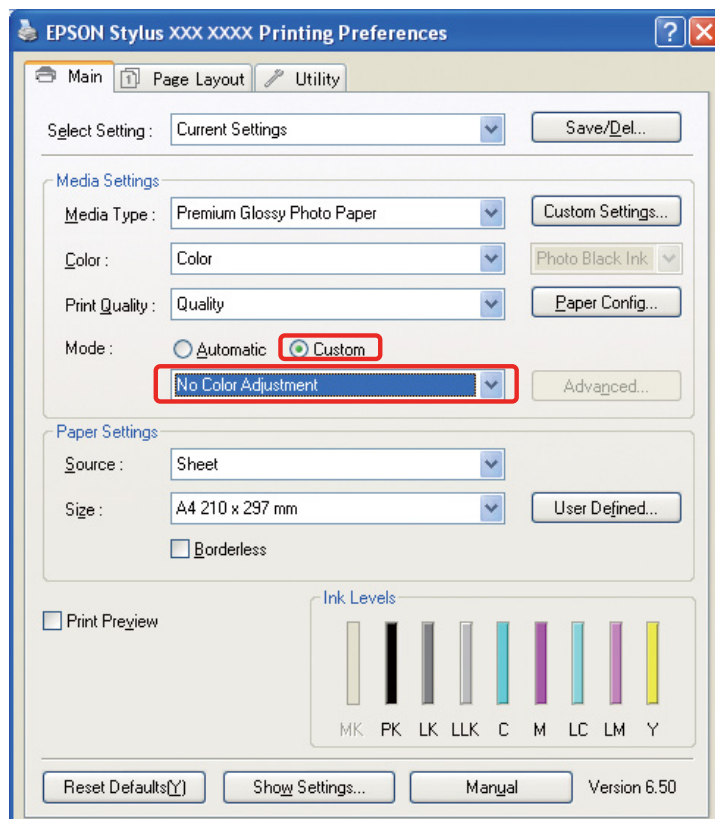 EPSON Stylus XXX XXXX Printing Preferences
Main
Page Layout
Utility
Select Setting :
Current Settings
Save/Del...
Media Settings
Media Type :
Premium Glossy Photo Paper
Custom Settings...
Color :
Color
Photo Black Ink
Print Quality :
Quality
Paper Config...
Mode :
Automatic
Custom
No Color Adjustment
Advanced...
Paper Settings
Source :
Sheet
Size :
A4 210 x 297 mm
User Defined...
Borderless
Print Preview
Ink Levels
MK PK LK LLK C M LC LM Y
Reset Defaults(Y)
Show Settings...
Manual
Version 6.50